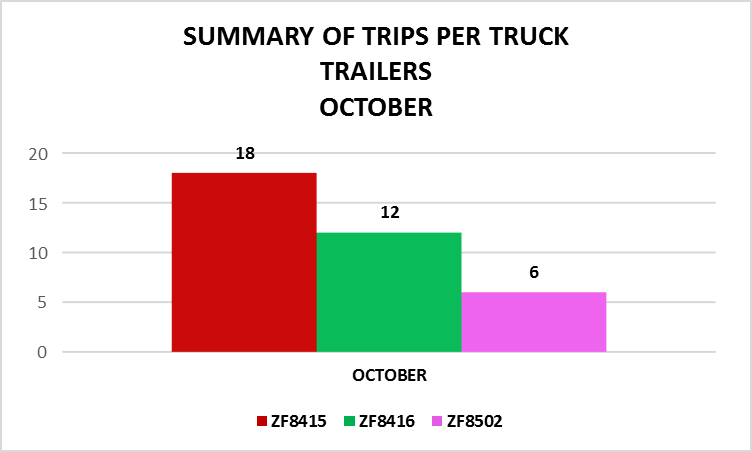 SUMMARY OF TRIPS PER TRUCK
TRAILERS
OCTOBER
20
18
15
12
10
6
5
0
OCTOBER
ZF8415 ZF8416 ZF8502